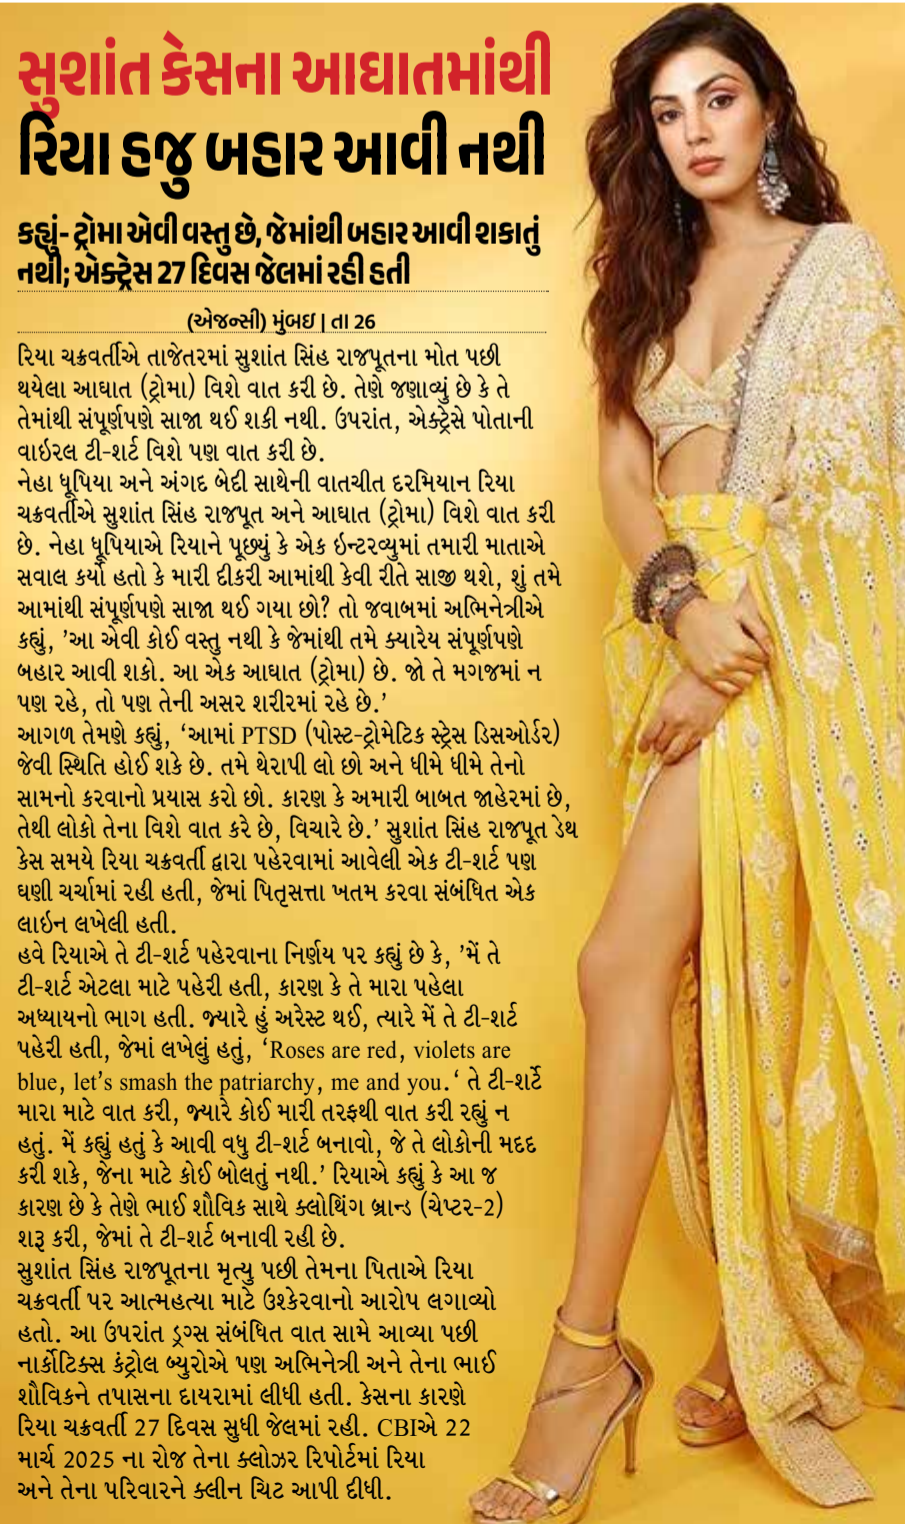 સુશાંત કેસના આઘાતમાંથી
રિયા હજુ બહાર આવી નથી
કહ્યું- ટ્રોમા એવી વસ્તુ છે, જેમાંથી બહાર આવી શકાતું
નથી; એક્ટ્રેસ 27 દિવસ જેલમાં રહી હતી
(એજન્સી) મુંબઇ | તા 26
રિયા ચક્રવર્તીએ તાજેતરમાં સુશાંત સિંહ રાજપૂતના મોત પછી
થયેલા આઘાત (ટ્રોમા) વિશે વાત કરી છે. તેણે જણાવ્યું છે કે તે
તેમાંથી સંપૂર્ણપણે સાજા થઈ શકી નથી. ઉપરાંત, એક્ટ્રેસે પોતાની
વાઇરલ ટી-શર્ટ વિશે પણ વાત કરી છે.
નેહા ધૂપિયા અને અંગદ બેદી સાથેની વાતચીત દરમિયાન રિયા
ચક્રવર્તીએ સુશાંત સિંહ રાજપૂત અને આઘાત (ટ્રોમા) વિશે વાત કરી
છે. નેહા ધૂપિયાએ રિયાને પૂછ્યું કે એક ઇન્ટરવ્યુમાં તમારી માતાએ
સવાલ કર્યો હતો કે મારી દીકરી આમાંથી કેવી રીતે સાજી થશે, શું તમે
આમાંથી સંપૂર્ણપણે સાજા થઈ ગયા છો? તો જવાબમાં અભિનેત્રીએ
કહ્યું, ’આ એવી કોઈ વસ્તુ નથી કે જેમાંથી તમે ક્યારેય સંપૂર્ણપણે
બહાર આવી શકો. આ એક આઘાત (ટ્રોમા) છે. જો તે મગજમાં ન
પણ રહે, તો પણ તેની અસર શરીરમાં રહે છે.’
આગળ તેમણે કહ્યું, ‘આમાં PTSD (પોસ્ટ-ટ્રોમેટિક સ્ટ્રેસ ડિસઓર્ડર)
જેવી સ્થિતિ હોઈ શકે છે. તમે થેરાપી લો છો અને ધીમે ધીમે તેનો
સામનો કરવાનો પ્રયાસ કરો છો. કારણ કે અમારી બાબત જાહેરમાં છે,
તેથી લોકો તેના વિશે વાત કરે છે, વિચારે છે.’ સુશાંત સિંહ રાજપૂત ડેથ
કેસ સમયે રિયા ચક્રવર્તી દ્વારા પહેરવામાં આવેલી એક ટી-શર્ટ પણ
ઘણી ચર્ચામાં રહી હતી, જેમાં પિતૃસત્તા ખતમ કરવા સંબંધિત એક
લાઇન લખેલી હતી.
હવે રિયાએ તે ટી-શર્ટ પહેરવાના નિર્ણય પર કહ્યું છે કે, ’મેં તે
ટી-શર્ટ એટલા માટે પહેરી હતી, કારણ કે તે મારા પહેલા
અધ્યાયનો ભાગ હતી. જ્યારે હું અરેસ્ટ થઈ, ત્યારે મેં તે ટી-શર્ટ
પહેરી હતી, જેમાં લખેલું હતું, ‘Roses are red, violets are
blue, let’s smash the patriarchy, me and you.‘ તે ટી-શર્ટે
મારા માટે વાત કરી, જ્યારે કોઈ મારી તરફથી વાત કરી રહ્યું ન
હતું. મેં કહ્યું હતું કે આવી વધુ ટી-શર્ટ બનાવો, જે તે લોકોની મદદ
કરી શકે, જેના માટે કોઈ બોલતું નથી.’ રિયાએ કહ્યું કે આ જ
કારણ છે કે તેણે ભાઈ શૌવિક સાથે ક્લોથિંગ બ્રાન્ડ (ચેપ્ટર-2)
શરૂ કરી, જેમાં તે ટી-શર્ટ બનાવી રહી છે.
સુશાંત સિંહ રાજપૂતના મૃત્યુ પછી તેમના પિતાએ રિયા
ચક્રવર્તી પર આત્મહત્યા માટે ઉશ્કેરવાનો આરોપ લગાવ્યો
હતો. આ ઉપરાંત ડ્રગ્સ સંબંધિત વાત સામે આવ્યા પછી
નાર્કોટિક્સ કંટ્રોલ બ્યુરોએ પણ અભિનેત્રી અને તેના ભાઈ
શૌવિકને તપાસના દાયરામાં લીધી હતી. કેસના કારણે
રિયા ચક્રવર્તી 27 દિવસ સુધી જેલમાં રહી. CBIએ 22
માર્ચ 2025 ના રોજ તેના ક્લોઝર રિપોર્ટમાં રિયા
અને તેના પરિવારને ક્લીન ચિટ આપી દીધી.